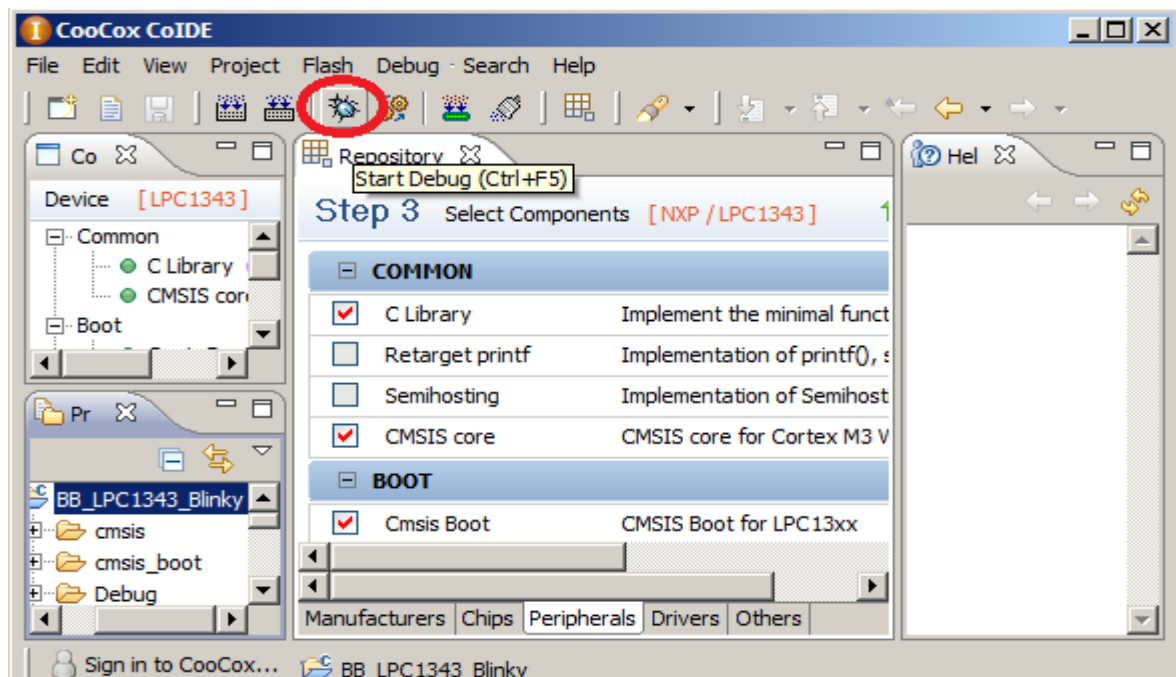 CooCox CoIDE
File Edit View Project Flash Debug Search Help
Co
Device [LPC1343]
Common
C Library
CMSIS core
Boot
Pr
BB_LPC1343_Blinky
cmsis
cmsis_boot
Debug
Repository
Start Debug (Ctrl+F5)
Step 3 Select Components [NXP / LPC1343]
COMMON
C Library Implement the minimal funct
Retarget printf Implementation of printf(), s
Semihosting Implementation of Semihost
CMSIS core CMSIS core for Cortex M3 V
BOOT
Cmsis Boot CMSIS Boot for LPC13xx
Manufacturers Chips Peripherals Drivers Others
Hel
Sign in to CooCox... BB_LPC1343_Blinky